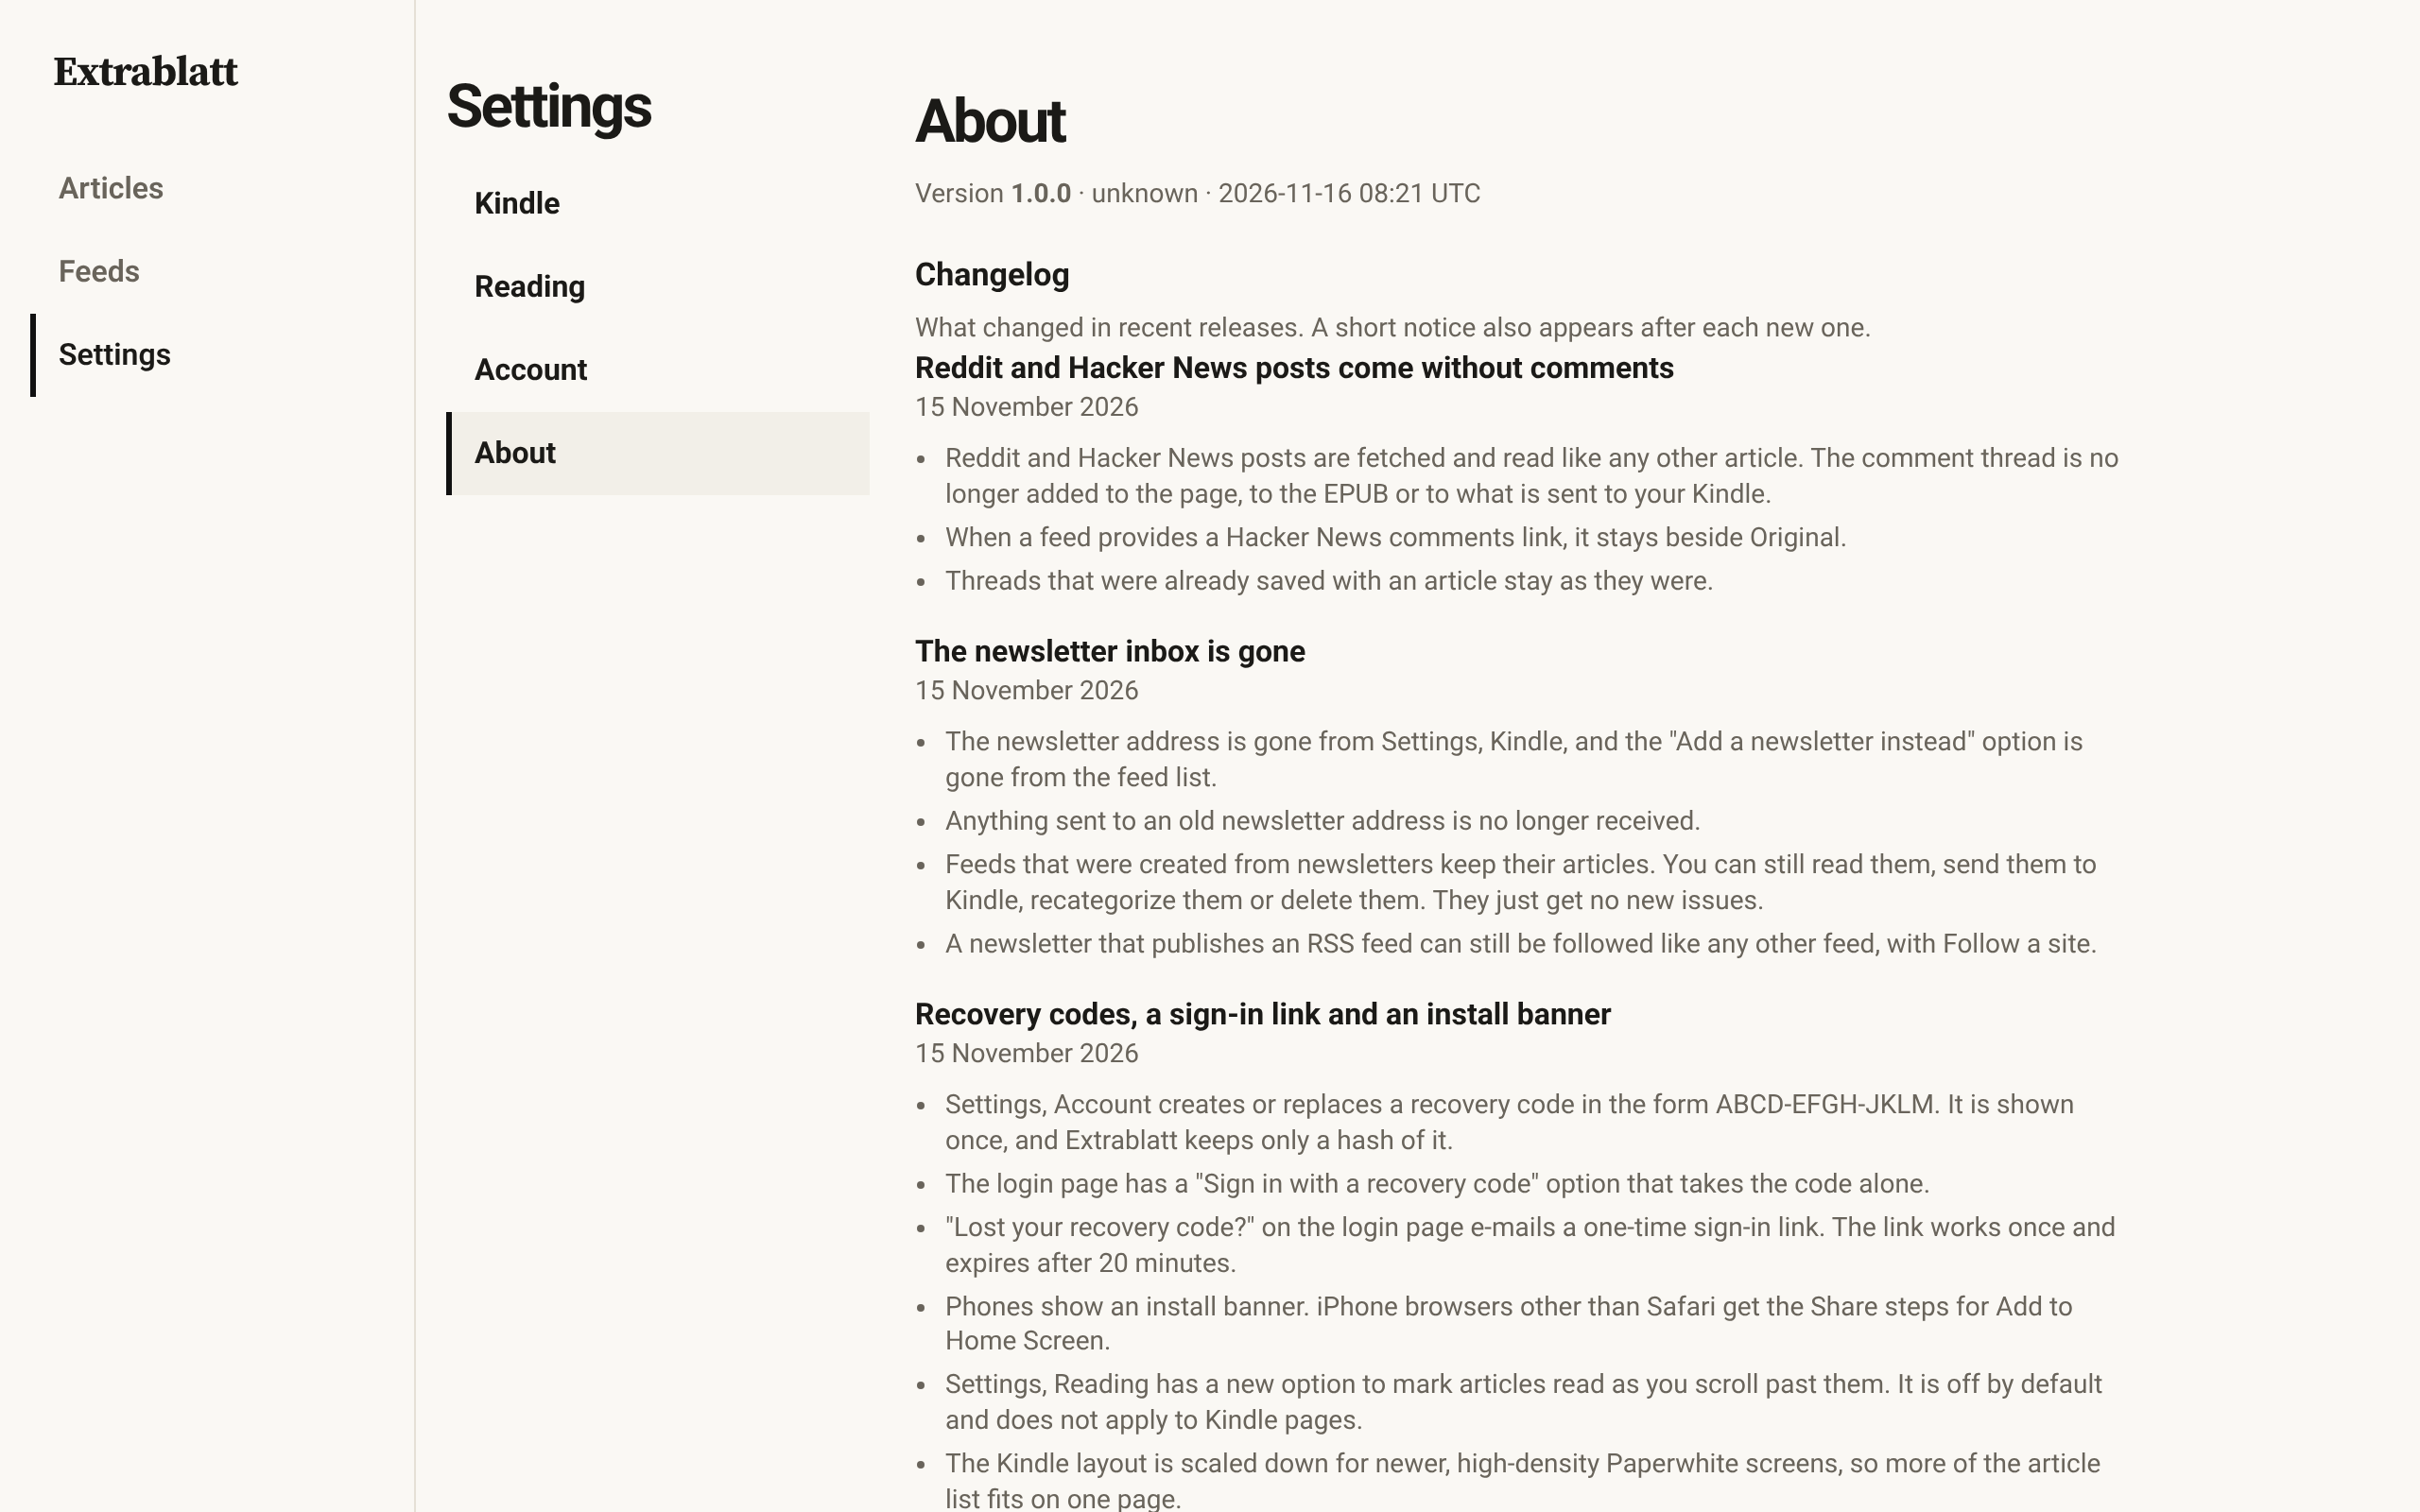 Extrablatt
Articles
Feeds
Settings
Settings
Kindle
Reading
Account
About
About
Version 1.0.0 · unknown · 2026-11-16 08:21 UTC
Changelog
What changed in recent releases. A short notice also appears after each new one.
Reddit and Hacker News posts come without comments
15 November 2026
• Reddit and Hacker News posts are fetched and read like any other article. The comment thread is no
longer added to the page, to the EPUB or to what is sent to your Kindle.
• When a feed provides a Hacker News comments link, it stays beside Original.
• Threads that were already saved with an article stay as they were.
The newsletter inbox is gone
15 November 2026
• The newsletter address is gone from Settings, Kindle, and the "Add a newsletter instead" option is
gone from the feed list.
• Anything sent to an old newsletter address is no longer received.
• Feeds that were created from newsletters keep their articles. You can still read them, send them to
Kindle, recategorize them or delete them. They just get no new issues.
• A newsletter that publishes an RSS feed can still be followed like any other feed, with Follow a site.
Recovery codes, a sign-in link and an install banner
15 November 2026
• Settings, Account creates or replaces a recovery code in the form ABCD-EFGH-JKLM. It is shown
once, and Extrablatt keeps only a hash of it.
• The login page has a "Sign in with a recovery code" option that takes the code alone.
• "Lost your recovery code?" on the login page e-mails a one-time sign-in link. The link works once and
expires after 20 minutes.
• Phones show an install banner. iPhone browsers other than Safari get the Share steps for Add to
Home Screen.
• Settings, Reading has a new option to mark articles read as you scroll past them. It is off by default
and does not apply to Kindle pages.
• The Kindle layout is scaled down for newer, high-density Paperwhite screens, so more of the article
list fits on one page.